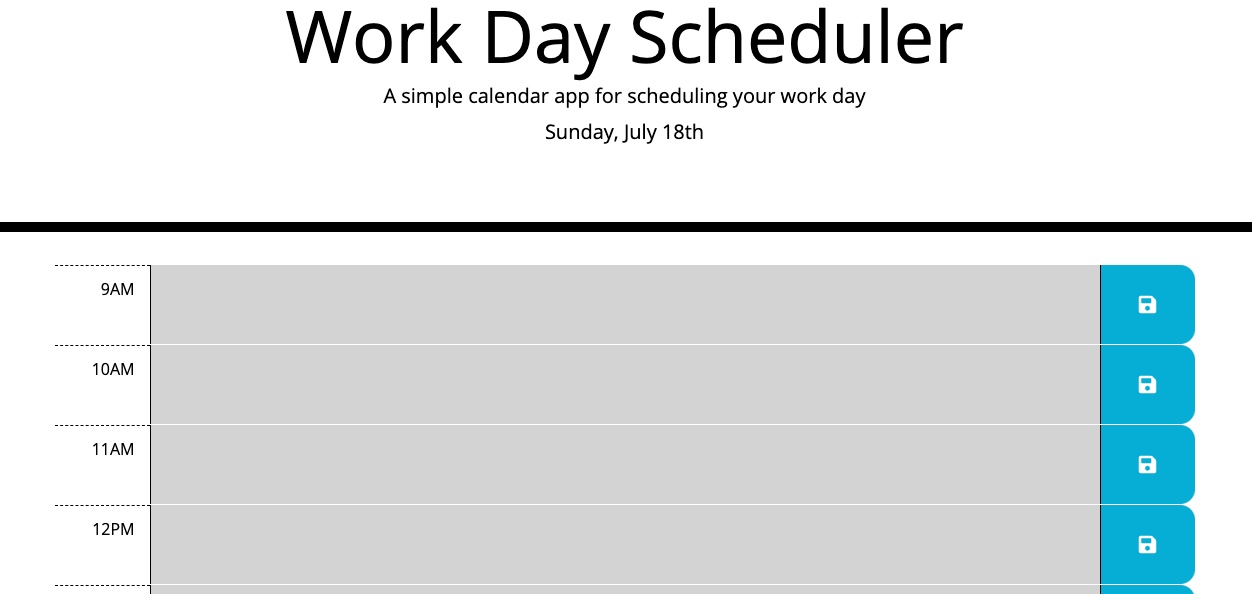 Work Day Scheduler
A simple calendar app for scheduling your work day
Sunday, July 18th
9AM
10AM
11AM
12PM